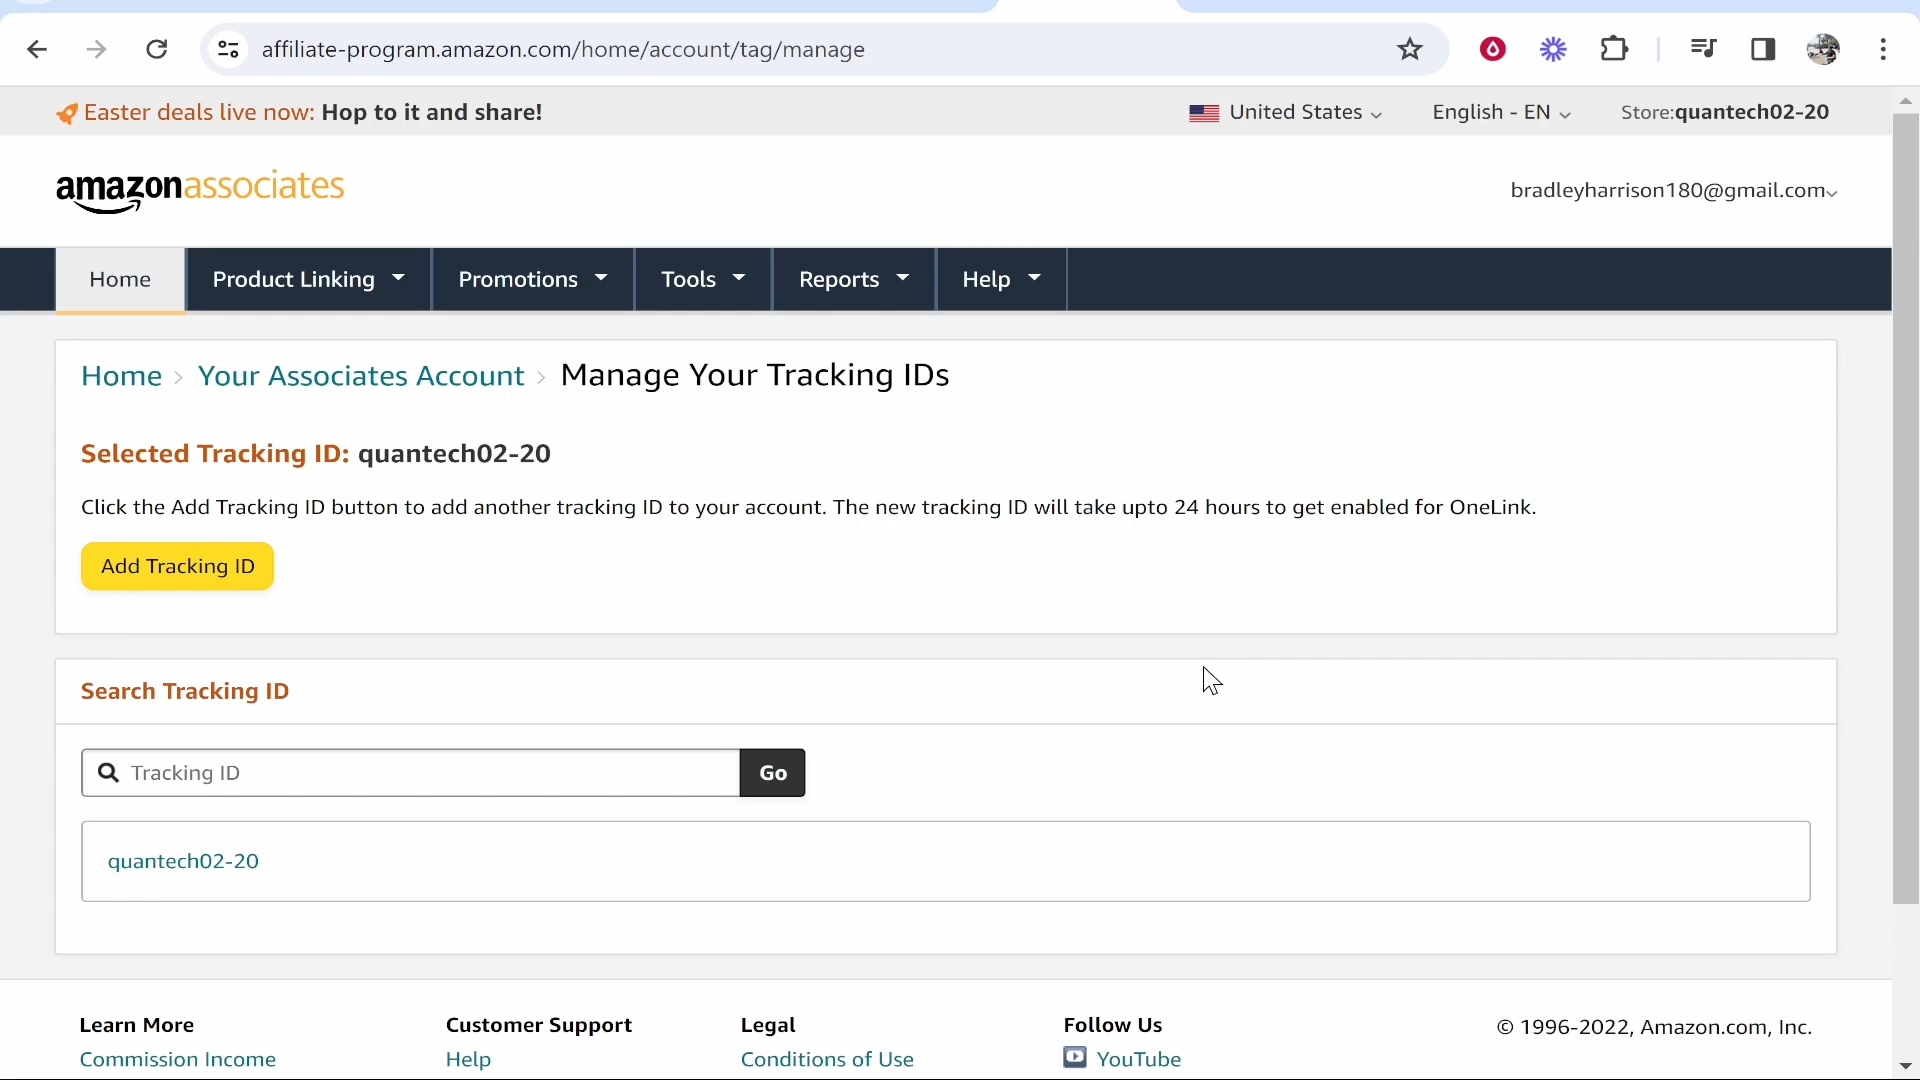 affiliate-program.amazon.com/home/account/tag/manage
Easter deals live now: Hop to it and share!
United States
English - EN
Store:quantech02-20
amazonassociates
bradleyharrison180@gmail.com
Home
Product Linking
Promotions
Tools
Reports
Help
Home › Your Associates Account › Manage Your Tracking IDs
Selected Tracking ID: quantech02-20
Click the Add Tracking ID button to add another tracking ID to your account. The new tracking ID will take upto 24 hours to get enabled for OneLink.
Add Tracking ID
Search Tracking ID
Tracking ID
Go
quantech02-20
Learn More
Customer Support
Legal
Follow Us
© 1996-2022, Amazon.com, Inc.
Commission Income
Help
Conditions of Use
YouTube